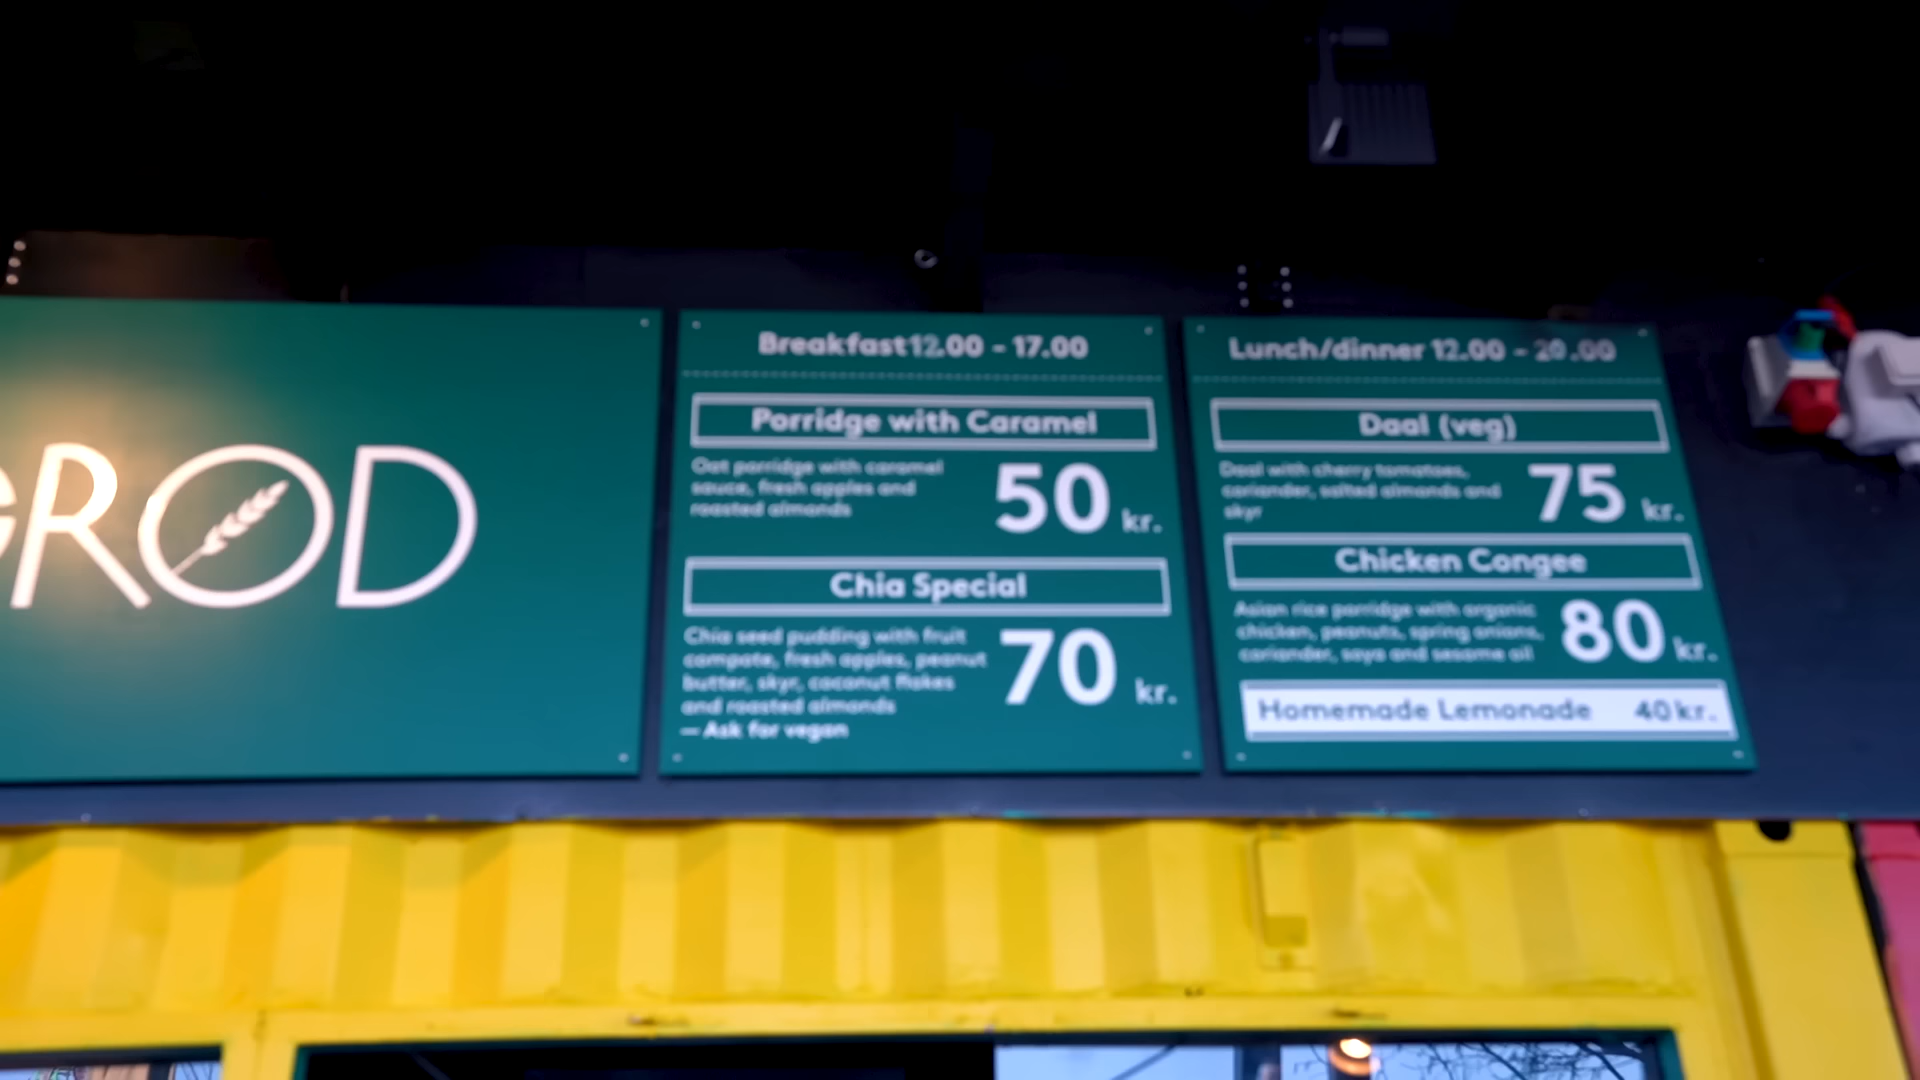 GROD
Breakfast 12.00 - 17.00
Porridge with Caramel
Oat porridge with caramel
sauce, fresh apples and
roasted almonds
50 kr.
Chia Special
Chia seed pudding with fruit
compote, fresh apples, peanut
butter, skyr, coconut flakes
and roasted almonds
— Ask for vegan
70 kr.
Lunch/dinner 12.00 - 20.00
Daal (veg)
Daal with cherry tomatoes,
coriander, salted almonds and
skyr
75 kr.
Chicken Congee
Asian rice porridge with organic
chicken, peanuts, spring onions,
coriander, soya and sesame oil
80 kr.
Homemade Lemonade 40 kr.